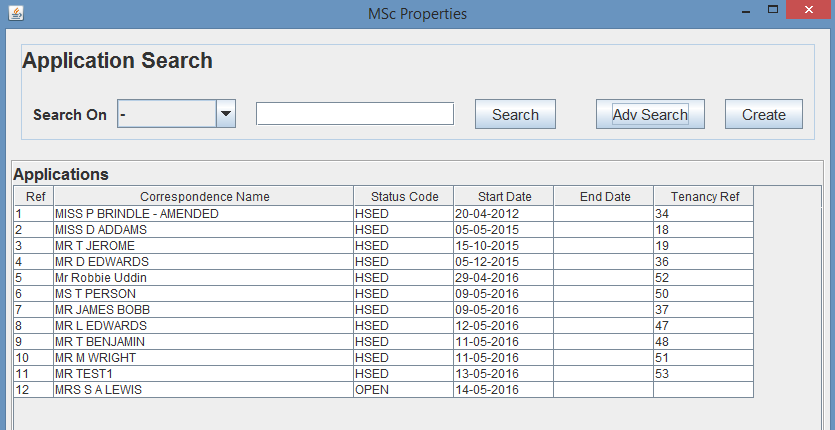 MSc Properties
Application Search
Search On - Search Adv Search Create
Applications
Ref Correspondence Name Status Code Start Date End Date Tenancy Ref
1 MISS P BRINDLE - AMENDED HSED 20-04-2012 34
2 MISS D ADDAMS HSED 05-05-2015 18
3 MR T JEROME HSED 15-10-2015 19
4 MR D EDWARDS HSED 05-12-2015 36
5 Mr Robbie Uddin HSED 29-04-2016 52
6 MS T PERSON HSED 09-05-2016 50
7 MR JAMES BOBB HSED 09-05-2016 37
8 MR L EDWARDS HSED 12-05-2016 47
9 MR T BENJAMIN HSED 11-05-2016 48
10 MR M WRIGHT HSED 11-05-2016 51
11 MR TEST1 HSED 13-05-2016 53
12 MRS S A LEWIS OPEN 14-05-2016